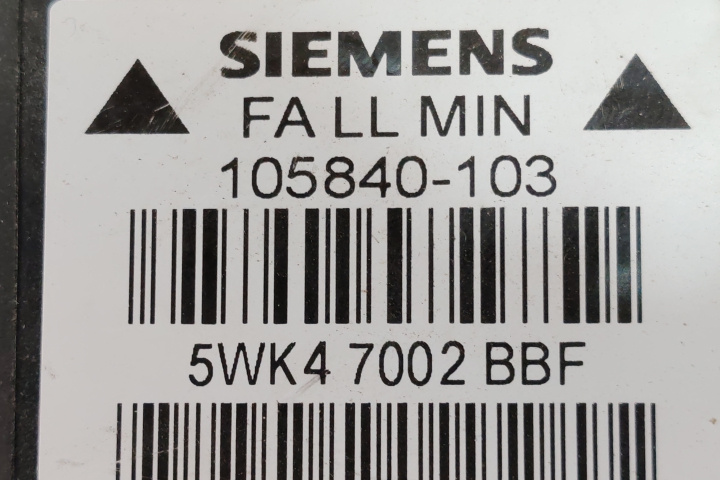 SIEMENS
FA LL MIN
105840-103
5WK4 7002 BBF